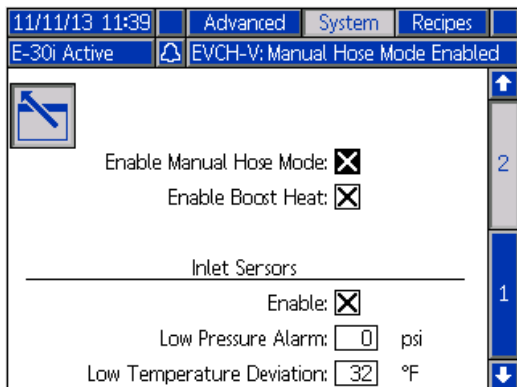 11/11/13 11:39 Advanced System Recipes
E-30i Active EVCH-V: Manual Hose Mode Enabled
Enable Manual Hose Mode:
2
Enable Boost Heat:
Inlet Sensors
Enable:
1
Low Pressure Alarm: 0 psi
Low Temperature Deviation: 32 °F